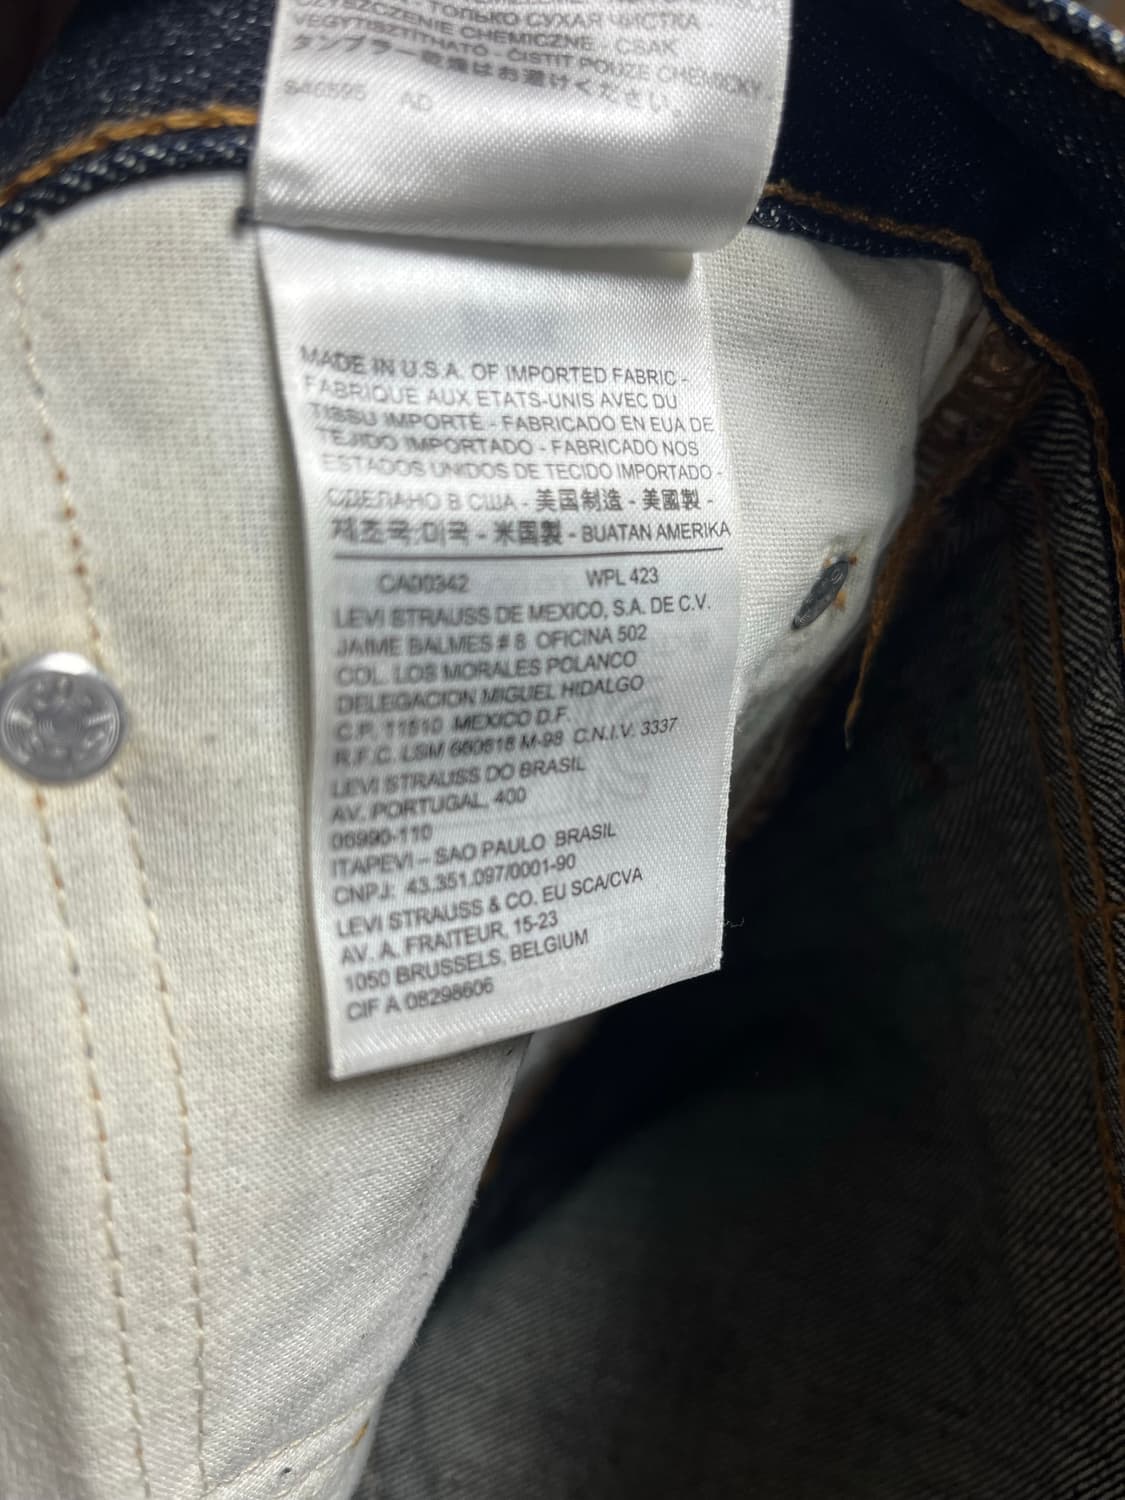 ТОЛЬКО СУХАЯ ЧИСТКА
CZYSZCZENIE CHEMICZNE - CSAK
VEGYTISZTÍTHATÓ - ČISTIT POUZE CHEMICKY
タンブラー乾燥はお避けください。
AD
MADE IN U.S.A. OF IMPORTED FABRIC -
FABRIQUE AUX ETATS-UNIS AVEC DU
TISSU IMPORTÉ - FABRICADO EN EUA DE
TEJIDO IMPORTADO - FABRICADO NOS
ESTADOS UNIDOS DE TECIDO IMPORTADO -
СДЕЛАНО В США - 美国制造 - 美國製 -
제조국:미국 - 米国製 - BUATAN AMERIKA
CA00342 WPL 423
LEVI STRAUSS DE MEXICO, S.A. DE C.V.
JAIME BALMES # 8 OFICINA 502
COL. LOS MORALES POLANCO
DELEGACION MIGUEL HIDALGO
C.P. 11510 MEXICO D.F.
R.F.C. LSM 660618 M-98 C.N.I.V. 3337
LEVI STRAUSS DO BRASIL
AV. PORTUGAL, 400
06990-110
ITAPEVI – SAO PAULO BRASIL
CNPJ: 43.351.097/0001-90
LEVI STRAUSS & CO. EU SCA/CVA
AV. A. FRAITEUR, 15-23
1050 BRUSSELS, BELGIUM
CIF A 08298606